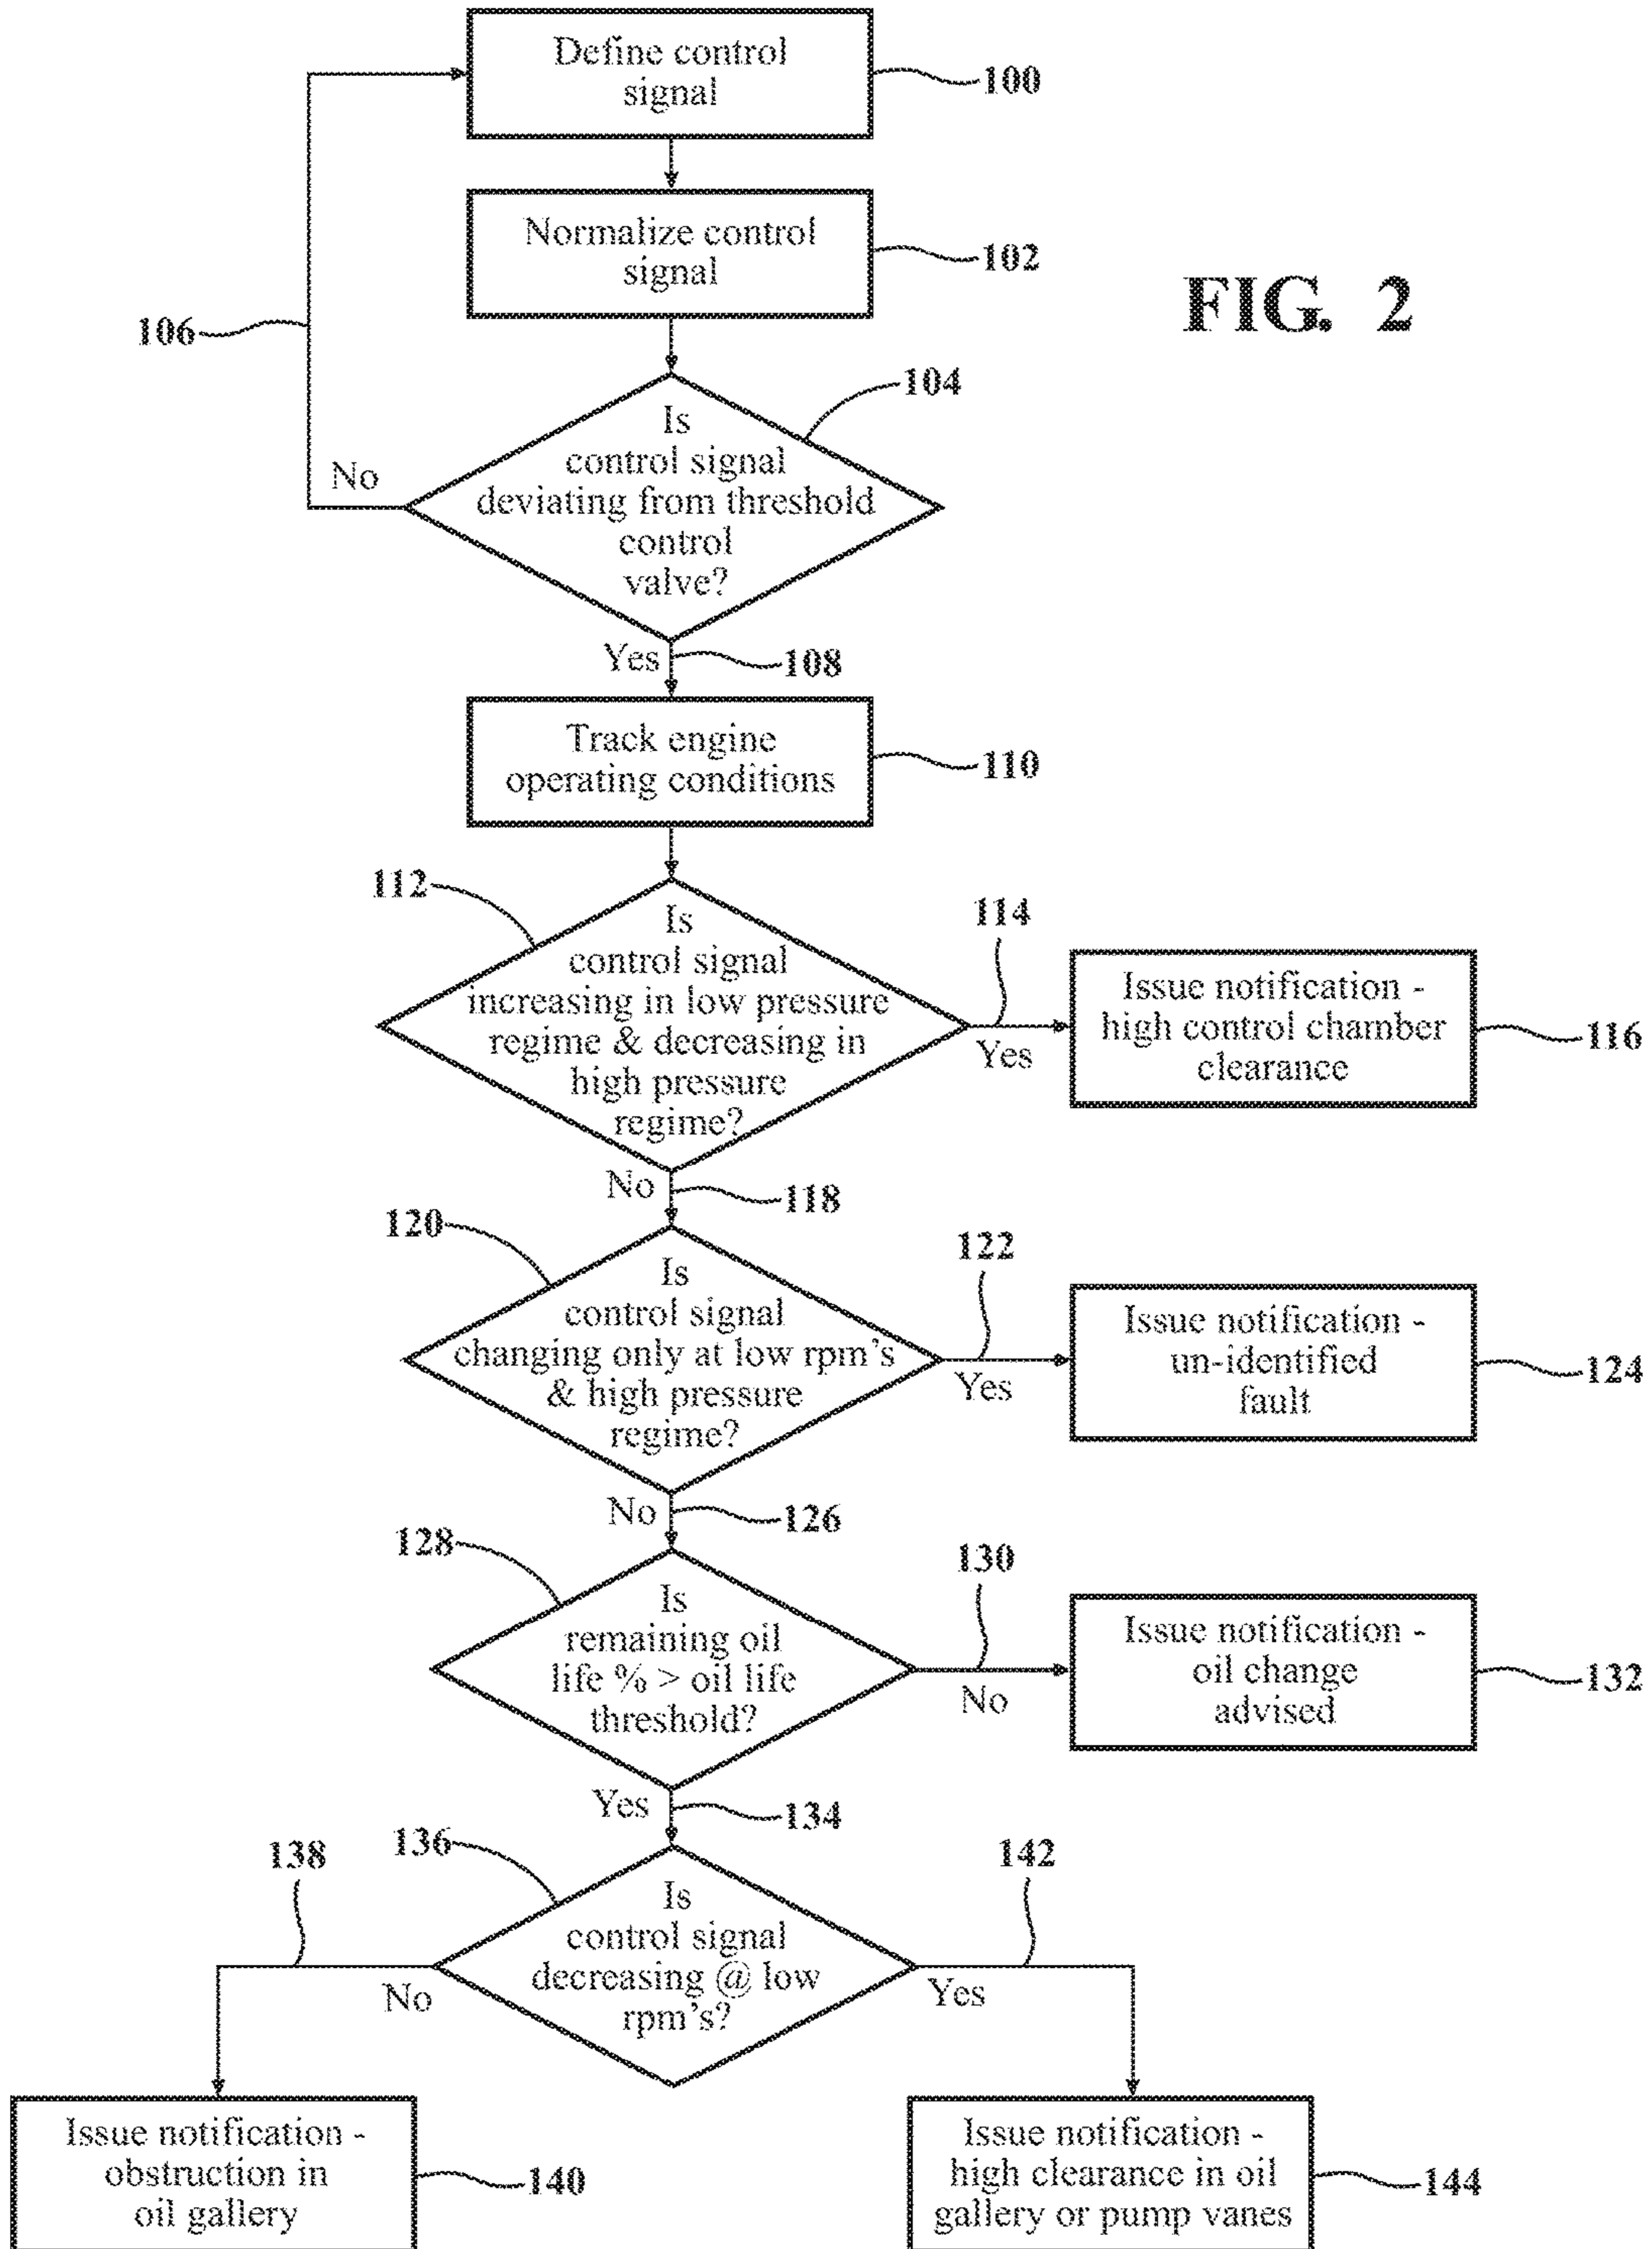 Define control
signal
100
Normalize control
signal
102
FIG. 2
106
104
Is
control signal
deviating from threshold
control
valve?
No
Yes
108
Track engine
operating conditions
110
112
Is
control signal
increasing in low pressure
regime & decreasing in
high pressure
regime?
114
Yes
Issue notification -
high control chamber
clearance
116
No
118
120
Is
control signal
changing only at low rpm's
& high pressure
regime?
122
Yes
Issue notification -
un-identified
fault
124
No
126
128
Is
remaining oil
life % > oil life
threshold?
130
No
Issue notification -
oil change
advised
132
Yes
134
136
Is
control signal
decreasing @ low
rpm's?
138
No
142
Yes
Issue notification -
obstruction in
oil gallery
140
Issue notification -
high clearance in oil
gallery or pump vanes
144